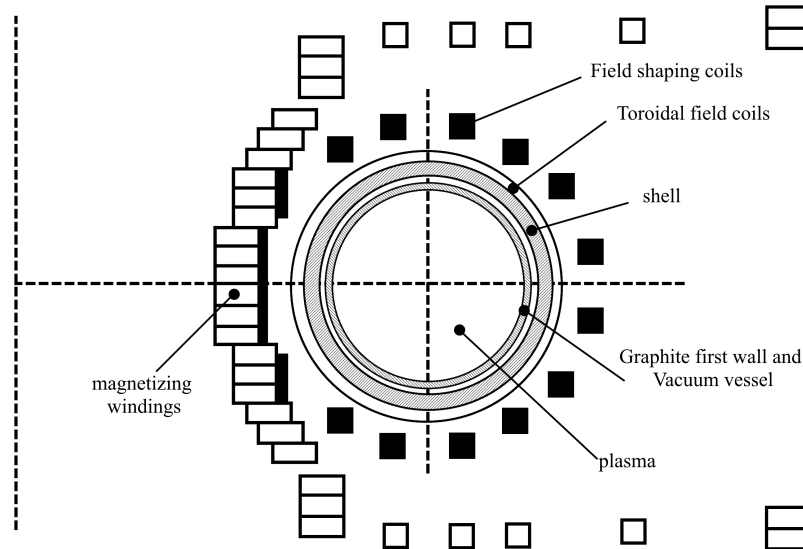 Field shaping coils
Toroidal field coils
shell
Graphite first wall and
Vacuum vessel
magnetizing
windings
plasma